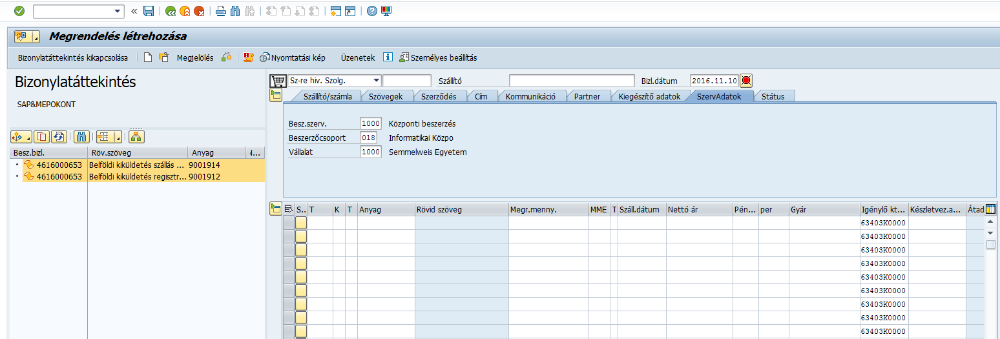 Megrendelés létrehozása
Bizonylatáttekintés kikapcsolása Megjelölés Nyomtatási kép Üzenetek Személyes beállítás
Bizonylatáttekintés
SAP&MEPOKONT
Besz.bizl. Röv.szöveg Anyag
4616000653 Belföldi kiküldetés szállás ... 9001914
4616000653 Belföldi kiküldetés regisztr... 9001912
Sz-re hiv. Szolg. Szállító Bizl.dátum 2016.11.10
Szállító/számla Szövegek Szerződés Cím Kommunikáció Partner Kiegészítő adatok SzervAdatok Státus
Besz.szerv. 1000 Központi beszerzés
Beszerzőcsoport 018 Informatikai Közpo
Vállalat 1000 Semmelweis Egyetem
S.. T K T Anyag Rövid szöveg Megr.menny. MME T Száll.dátum Nettó ár Pén... per Gyár Igénylő kt... Készletvez.a... Átad
63403K0000
63403K0000
63403K0000
63403K0000
63403K0000
63403K0000
63403K0000
63403K0000
63403K0000